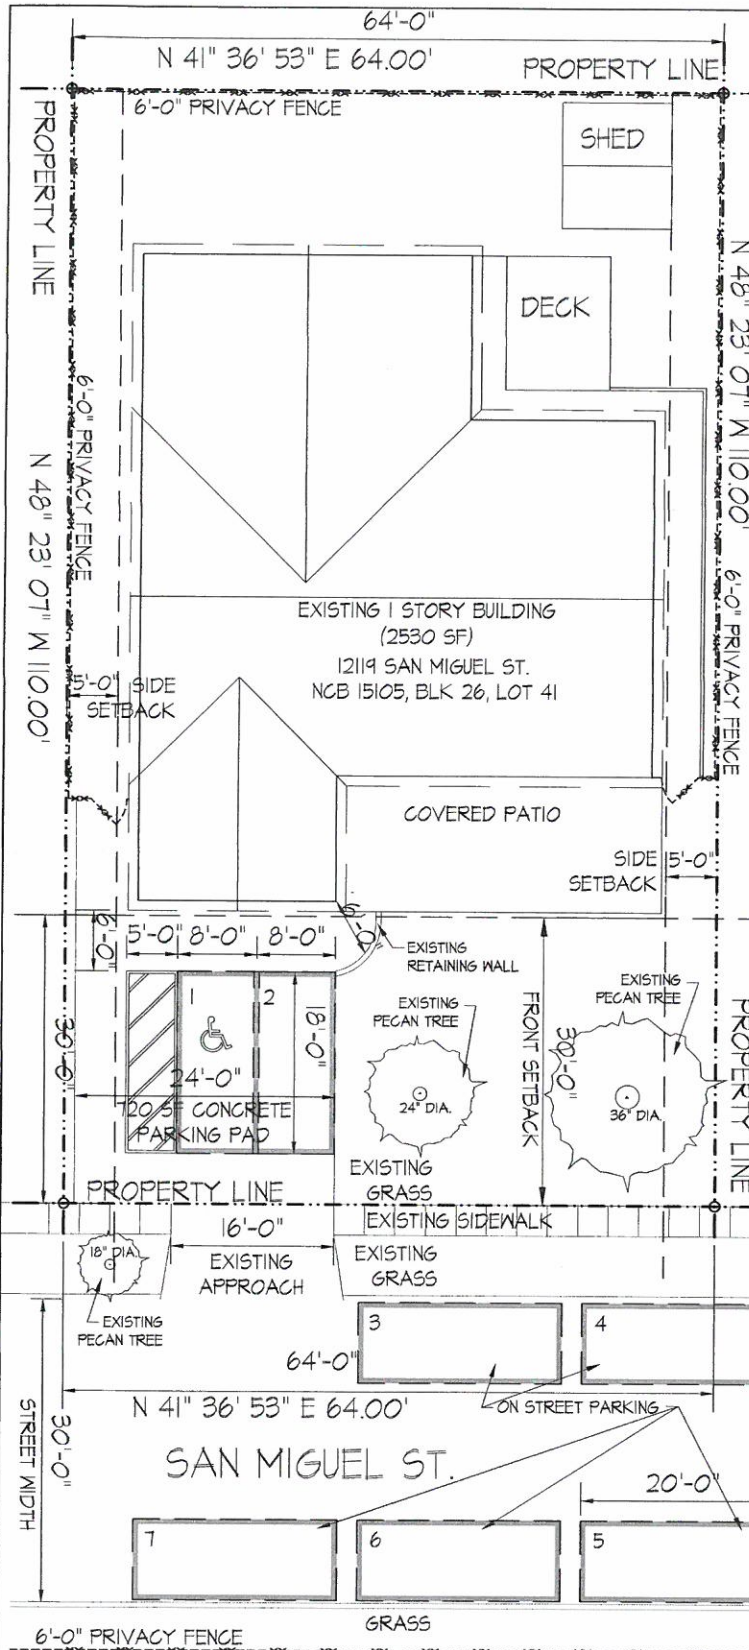 64'-0"
N 41" 36' 53" E 64.00'
PROPERTY LINE
6'-0" PRIVACY FENCE
PROPERTY LINE
SHED
N 48" 23' 07" W 110.00'
DECK
6'-0" PRIVACY FENCE
N 48" 23' 07" W 110.00'
6'-0" PRIVACY FENCE
EXISTING 1 STORY BUILDING
(2530 SF)
12119 SAN MIGUEL ST.
NCB 15105, BLK 26, LOT 41
5'-0" SIDE
SETBACK
COVERED PATIO
SIDE 5'-0"
SETBACK
6'-0"
5'-0" 8'-0" 8'-0"
6'-0"
EXISTING
RETAINING WALL
1
2
18'-0"
EXISTING
PECAN TREE
EXISTING
PECAN TREE
FRONT SETBACK
30'-0"
PROPERTY LINE
30'-0"
24'-0"
720 SF CONCRETE
PARKING PAD
24" DIA.
36" DIA.
EXISTING
GRASS
PROPERTY LINE
EXISTING SIDEWALK
16'-0"
EXISTING
APPROACH
EXISTING
GRASS
18" DIA.
EXISTING
PECAN TREE
3
4
64'-0"
N 41" 36' 53" E 64.00'
ON STREET PARKING
STREET WIDTH
30'-0"
SAN MIGUEL ST.
20'-0"
7
6
5
GRASS
6'-0" PRIVACY FENCE